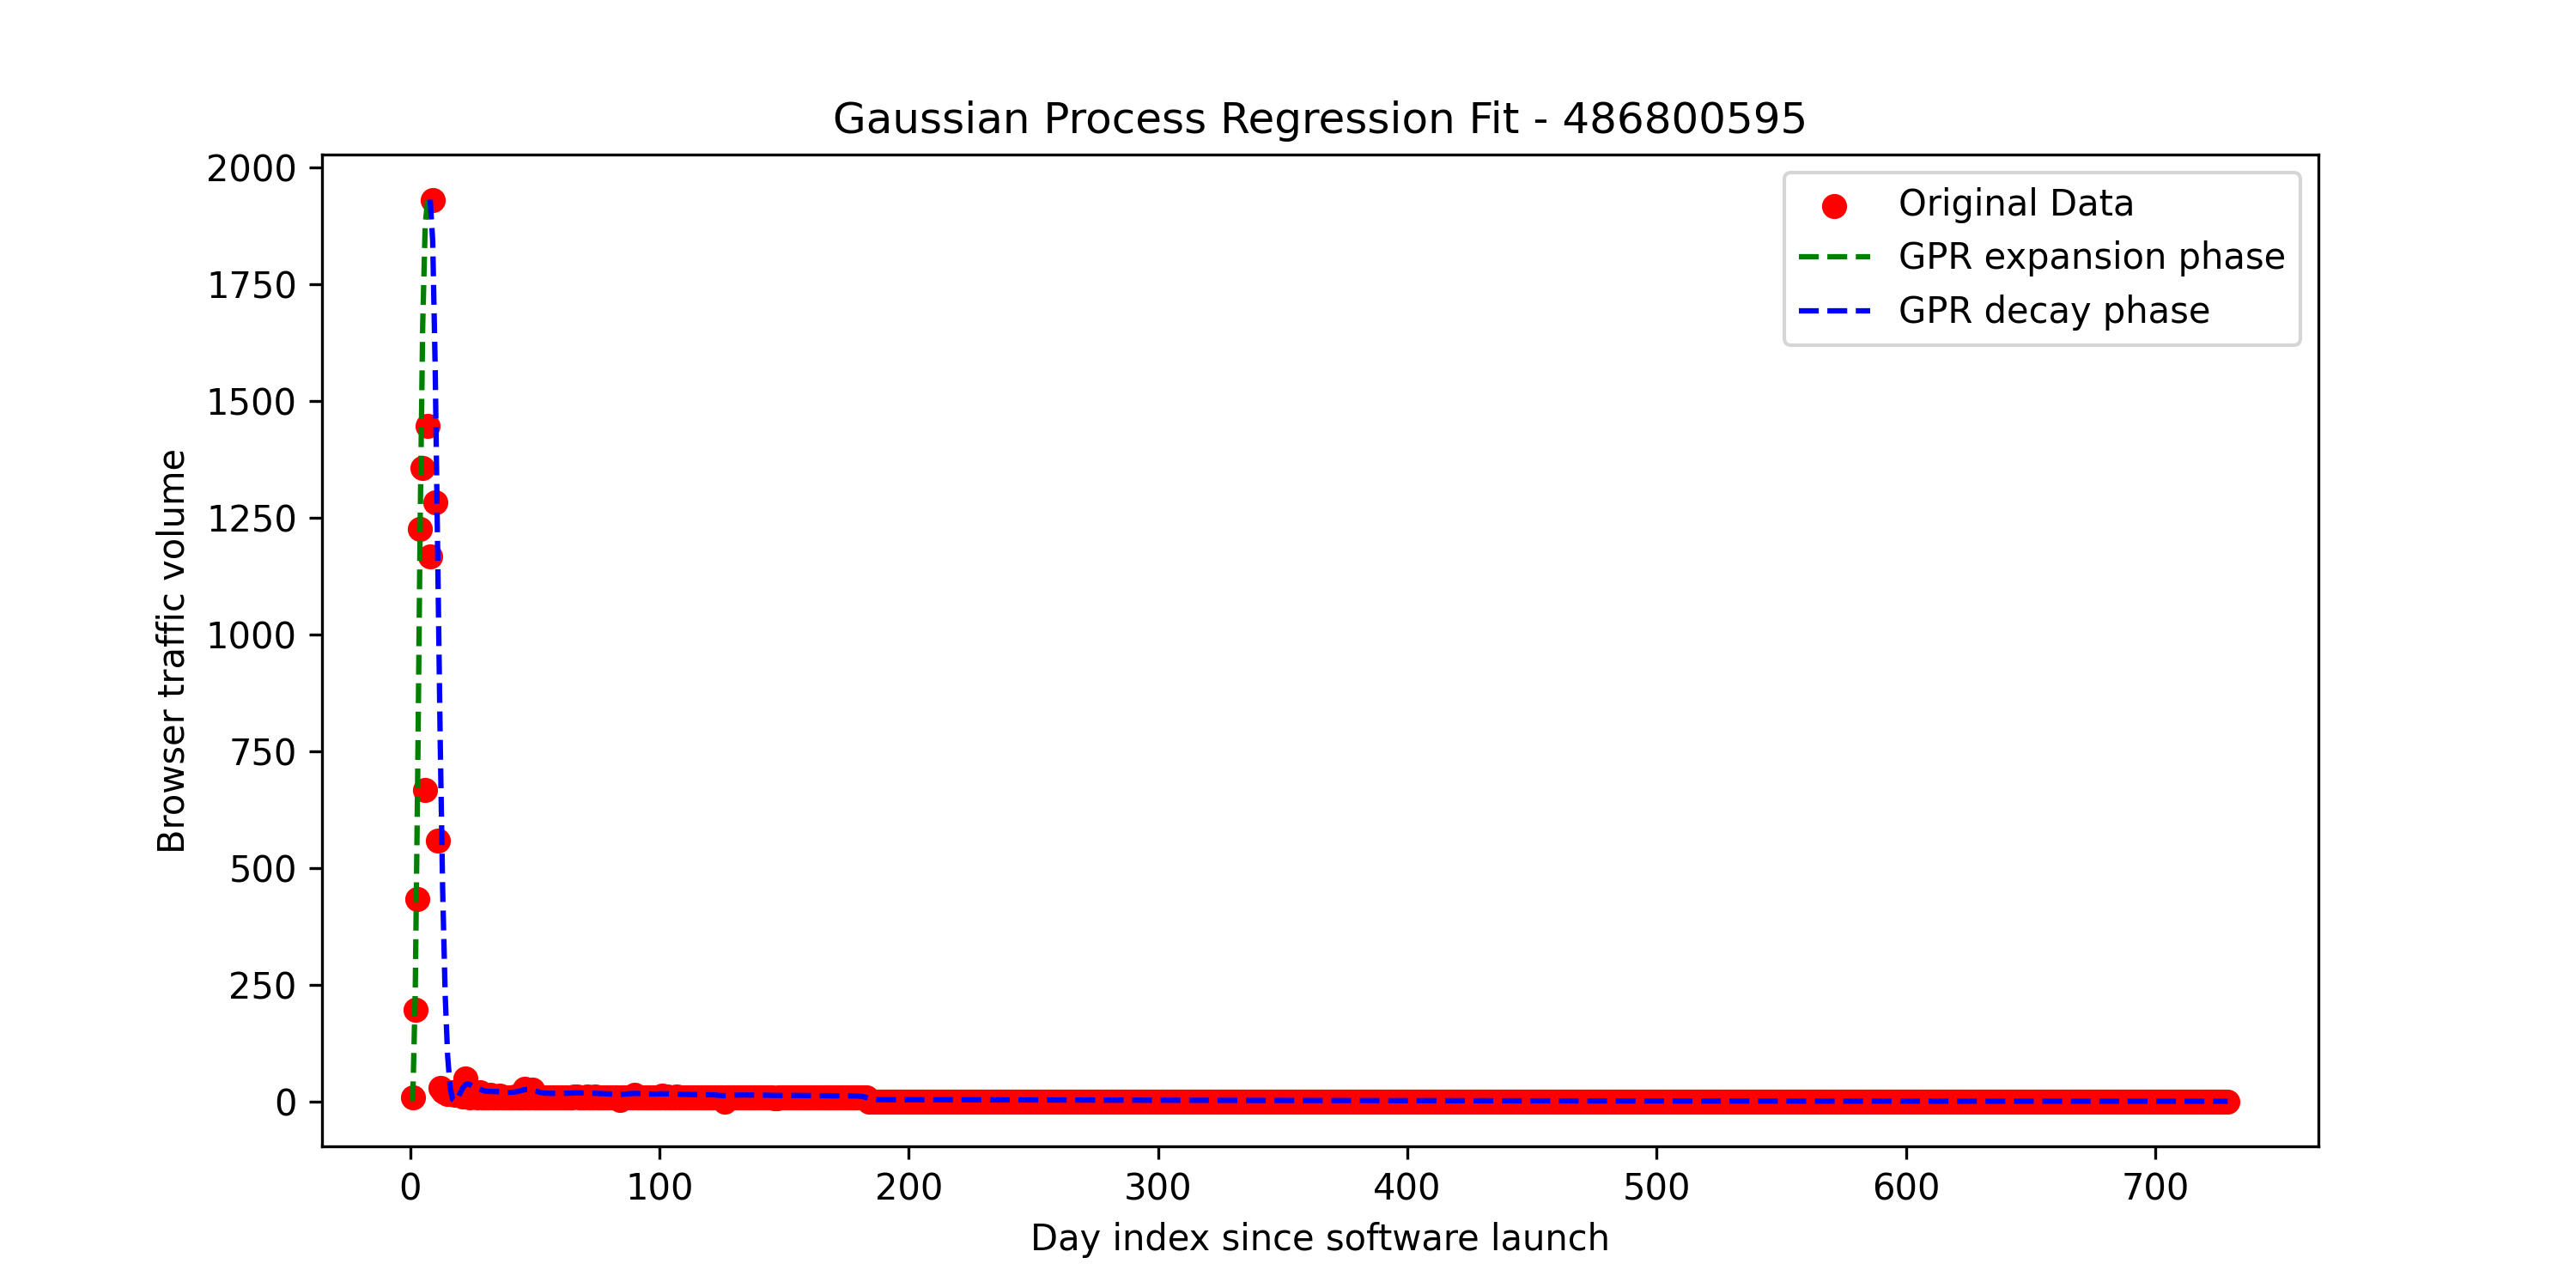 Gaussian Process Regression Fit - 486800595
Original Data
GPR expansion phase
GPR decay phase
Browser traffic volume
2000
1750
1500
1250
1000
750
500
250
0
0 100 200 300 400 500 600 700
Day index since software launch